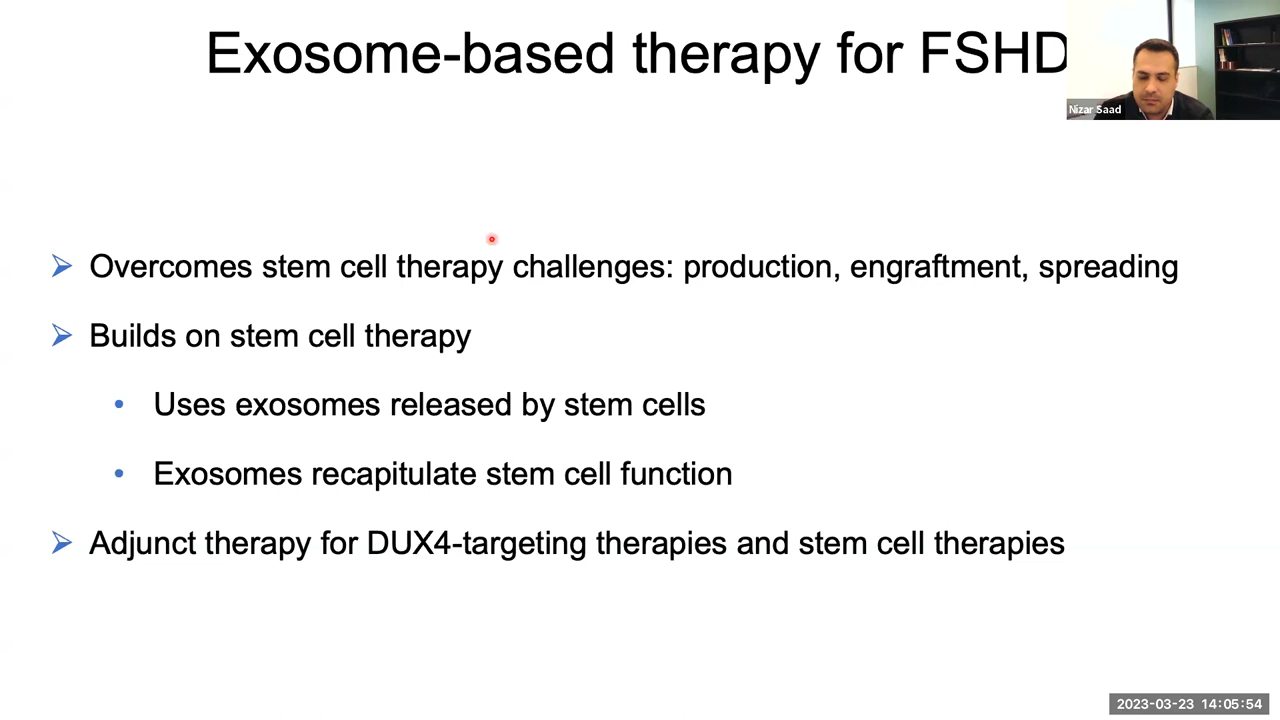 Exosome-based therapy for FSHD
Nizar Saad
➢ Overcomes stem cell therapy challenges: production, engraftment, spreading
➢ Builds on stem cell therapy
• Uses exosomes released by stem cells
• Exosomes recapitulate stem cell function
➢ Adjunct therapy for DUX4-targeting therapies and stem cell therapies
2023-03-23 14:05:54